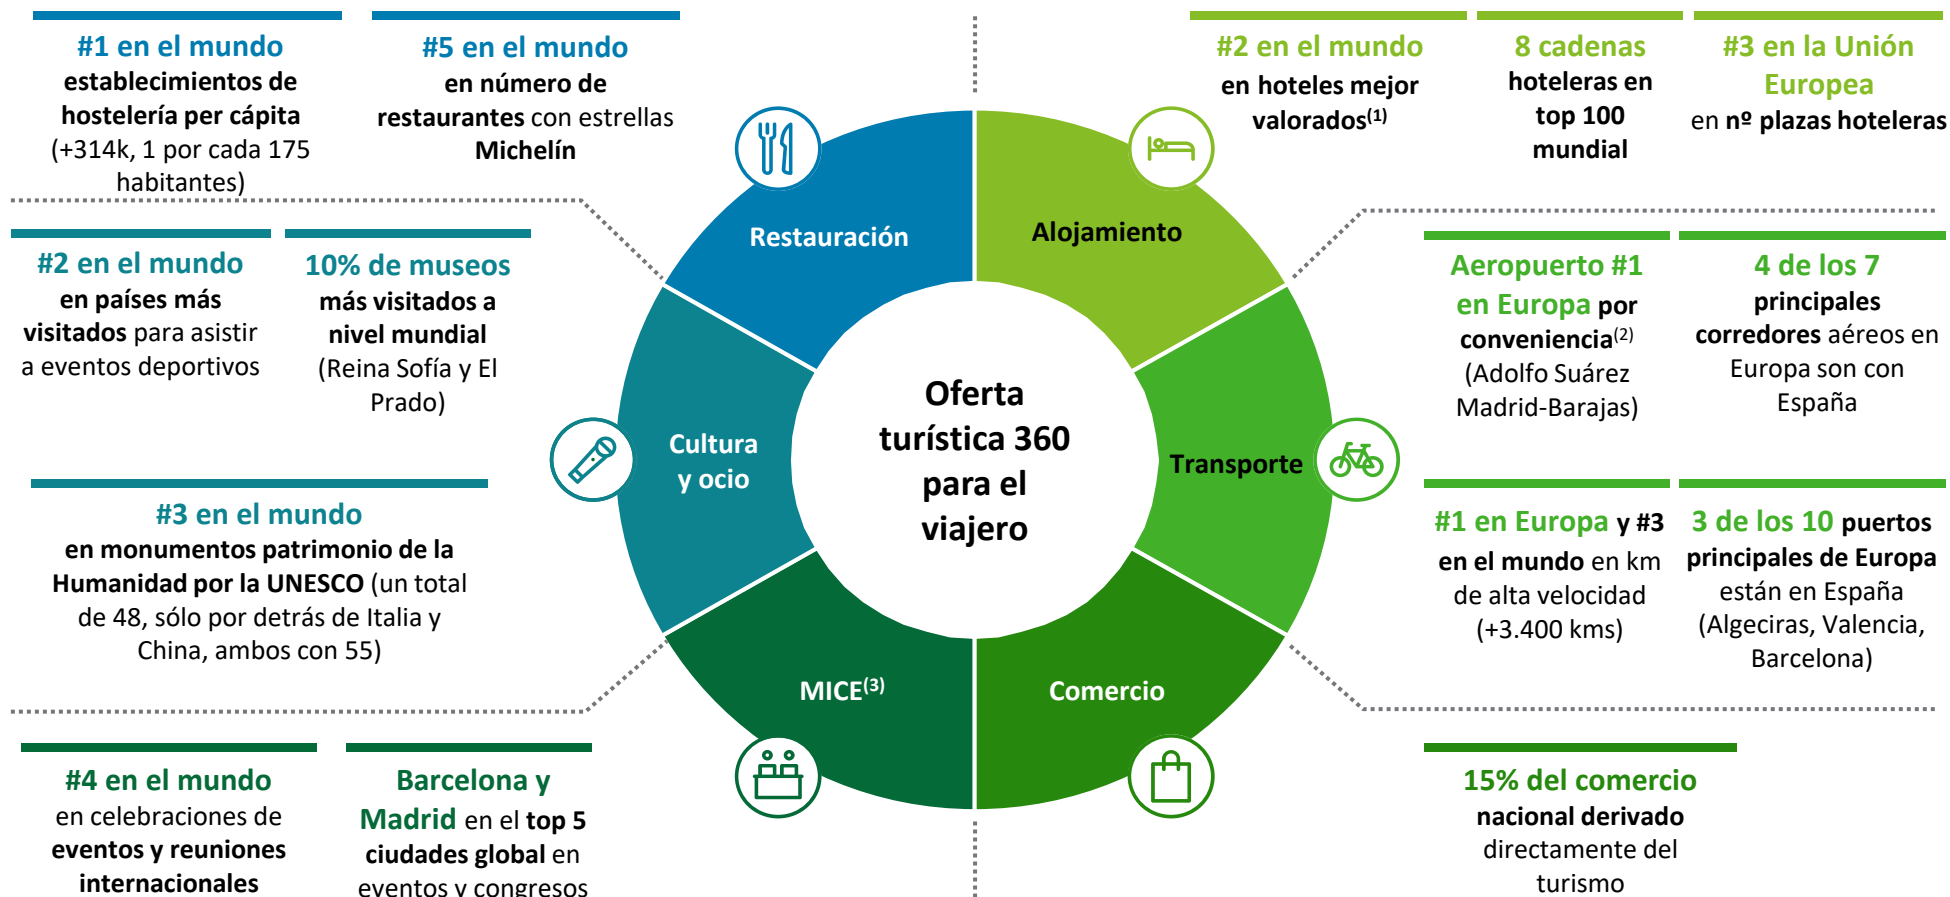 #1 en el mundo
establecimientos de
hostelería per cápita
(+314k, 1 por cada 175
habitantes)
#5 en el mundo
en número de
restaurantes con estrellas
Michelín
#2 en el mundo
en hoteles mejor
valorados(1)
8 cadenas
hoteleras en
top 100
mundial
#3 en la Unión
Europea
en nº plazas hoteleras
Restauración
Alojamiento
#2 en el mundo
en países más
visitados para asistir
a eventos deportivos
10% de museos
más visitados a
nivel mundial
(Reina Sofía y El
Prado)
Aeropuerto #1
en Europa por
conveniencia(2)
(Adolfo Suárez
Madrid-Barajas)
4 de los 7
principales
corredores aéreos en
Europa son con
España
Cultura
y ocio
Oferta
turística 360
para el
viajero
Transporte
#3 en el mundo
en monumentos patrimonio de la
Humanidad por la UNESCO (un total
de 48, sólo por detrás de Italia y
China, ambos con 55)
#1 en Europa y #3
en el mundo en km
de alta velocidad
(+3.400 kms)
3 de los 10 puertos
principales de Europa
están en España
(Algeciras, Valencia,
Barcelona)
MICE(3)
Comercio
#4 en el mundo
en celebraciones de
eventos y reuniones
internacionales
Barcelona y
Madrid en el top 5
ciudades global en
eventos y congresos
15% del comercio
nacional derivado
directamente del
turismo